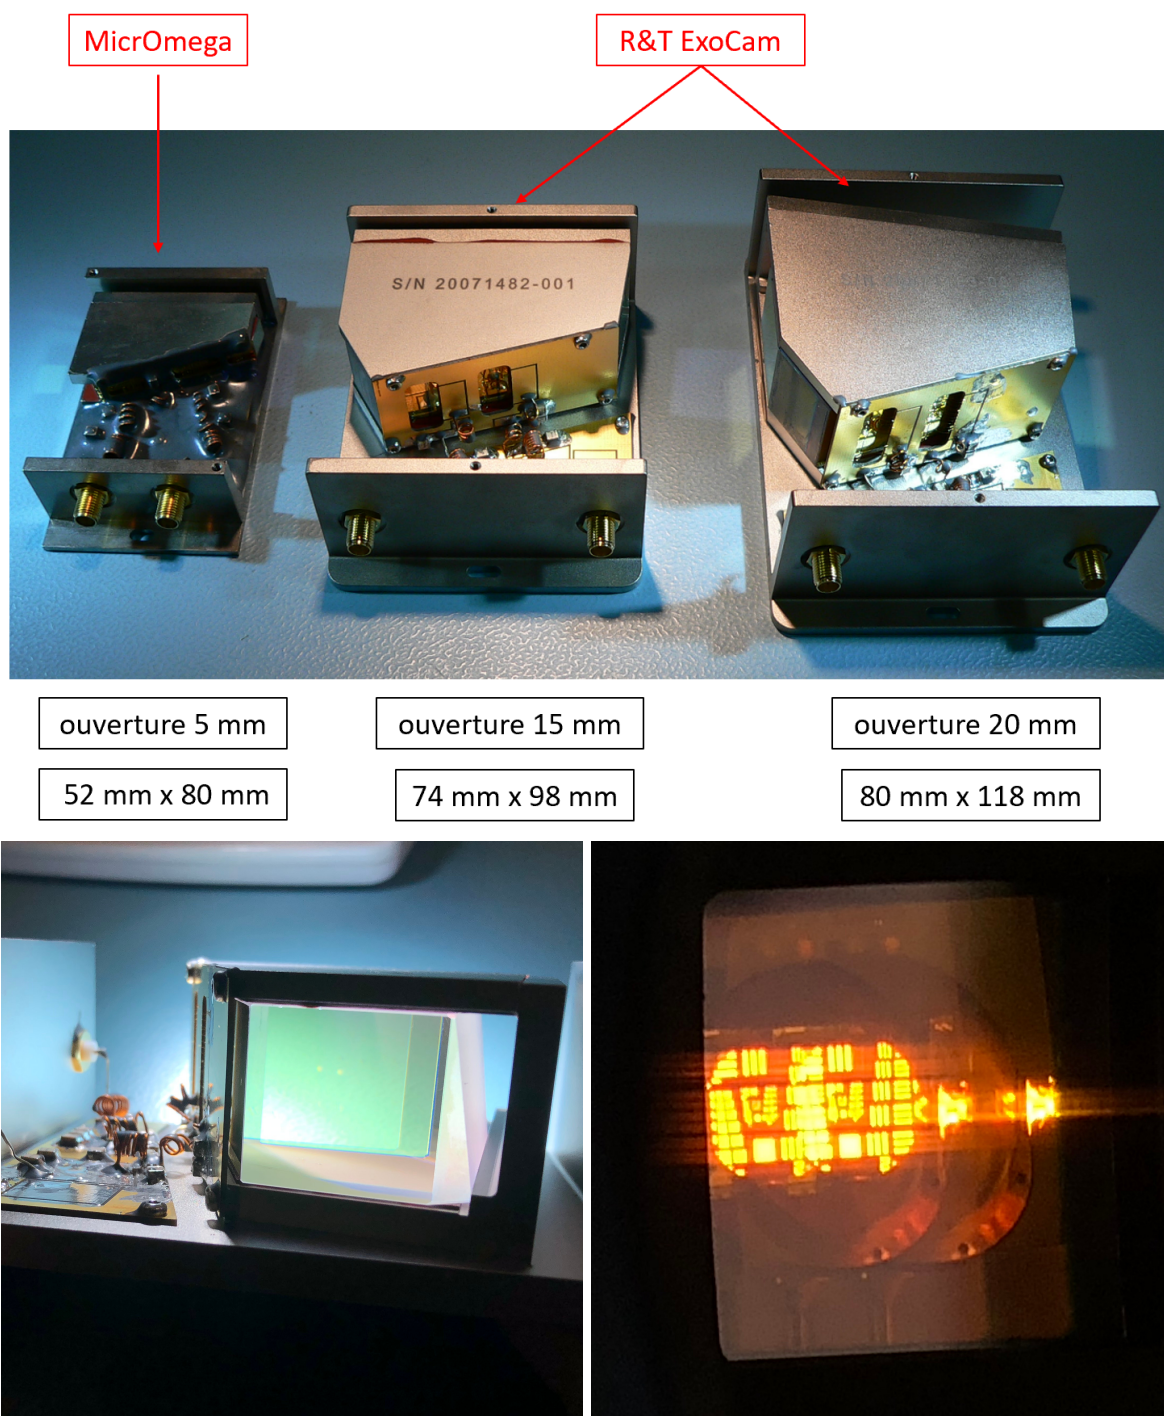 MicrOmega
R&T ExoCam
S/N 20071482-001
ouverture 5 mm
ouverture 15 mm
ouverture 20 mm
52 mm x 80 mm
74 mm x 98 mm
80 mm x 118 mm